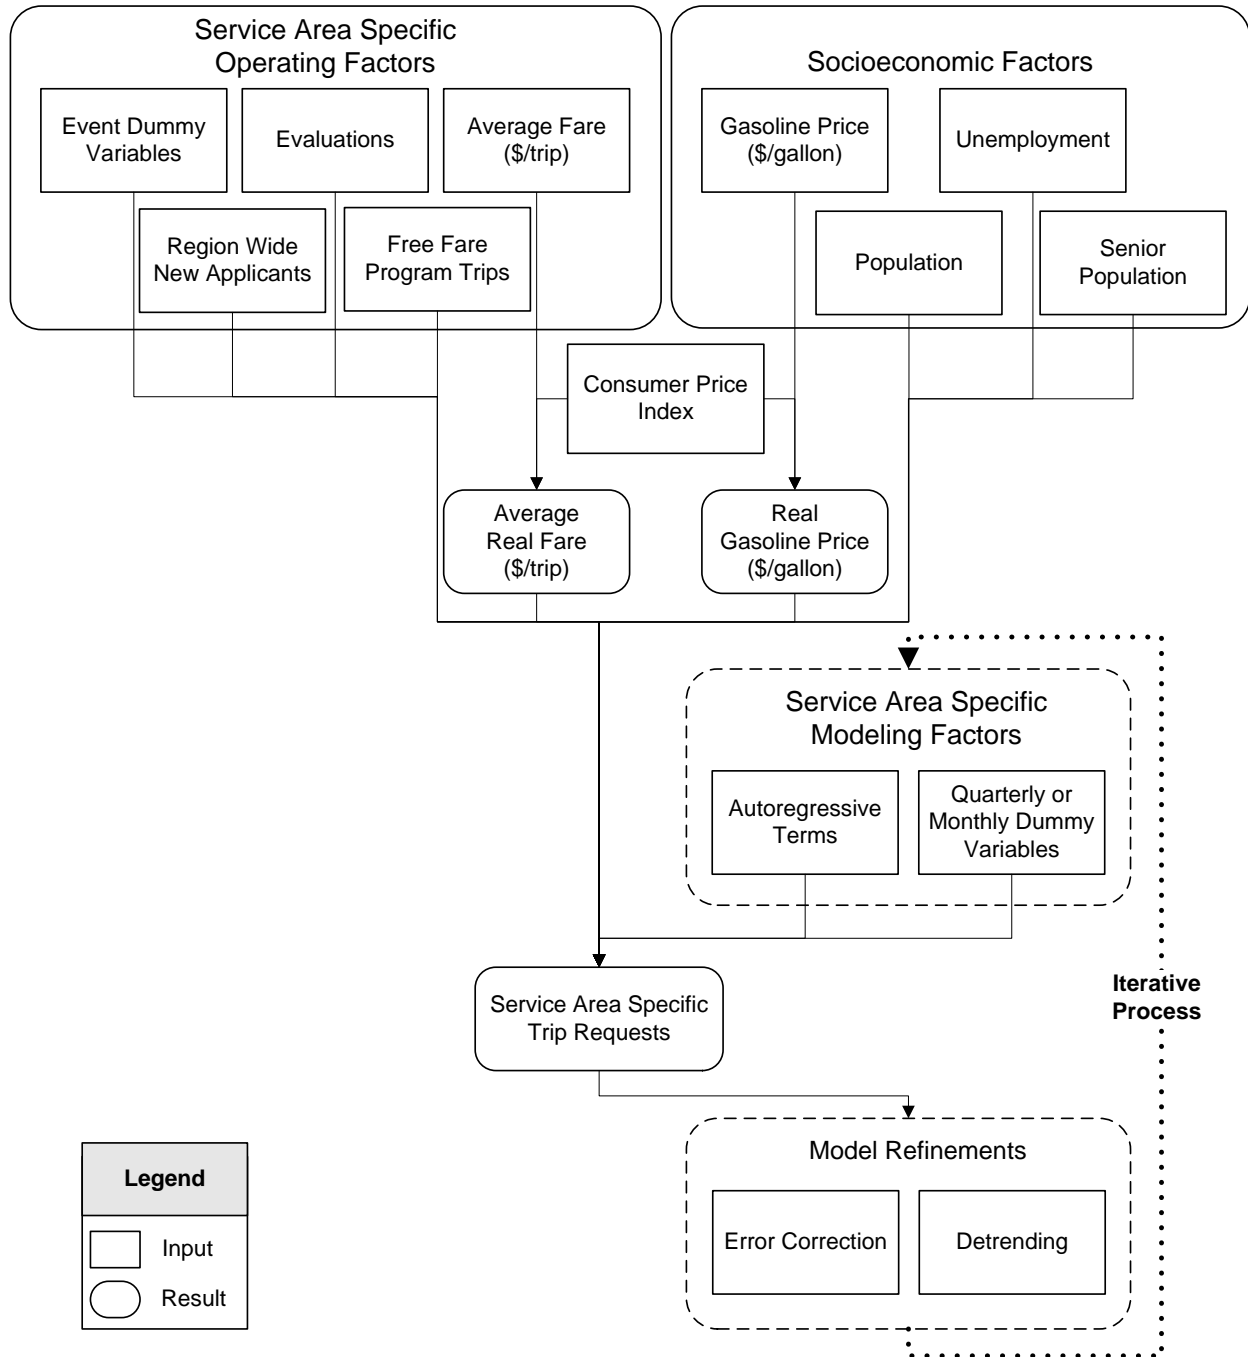 Service Area Specific
Operating Factors
Event Dummy
Variables
Evaluations
Average Fare
($/trip)
Region Wide
New Applicants
Free Fare
Program Trips
Socioeconomic Factors
Gasoline Price
($/gallon)
Unemployment
Population
Senior
Population
Consumer Price
Index
Average
Real Fare
($/trip)
Real
Gasoline Price
($/gallon)
Service Area Specific
Modeling Factors
Autoregressive
Terms
Quarterly or
Monthly Dummy
Variables
Service Area Specific
Trip Requests
Iterative
Process
Model Refinements
Error Correction
Detrending
Legend
Input
Result